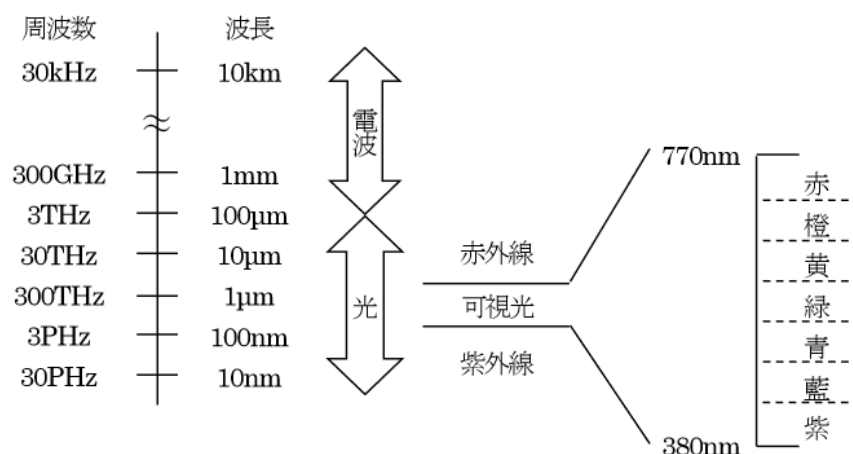 周波数 波長
30kHz 10km
電波
300GHz 1mm
3THz 100µm
30THz 10µm
300THz 1µm
3PHz 100nm
30PHz 10nm
光
赤外線
可視光
紫外線
770nm
380nm
赤
橙
黄
緑
青
藍
紫